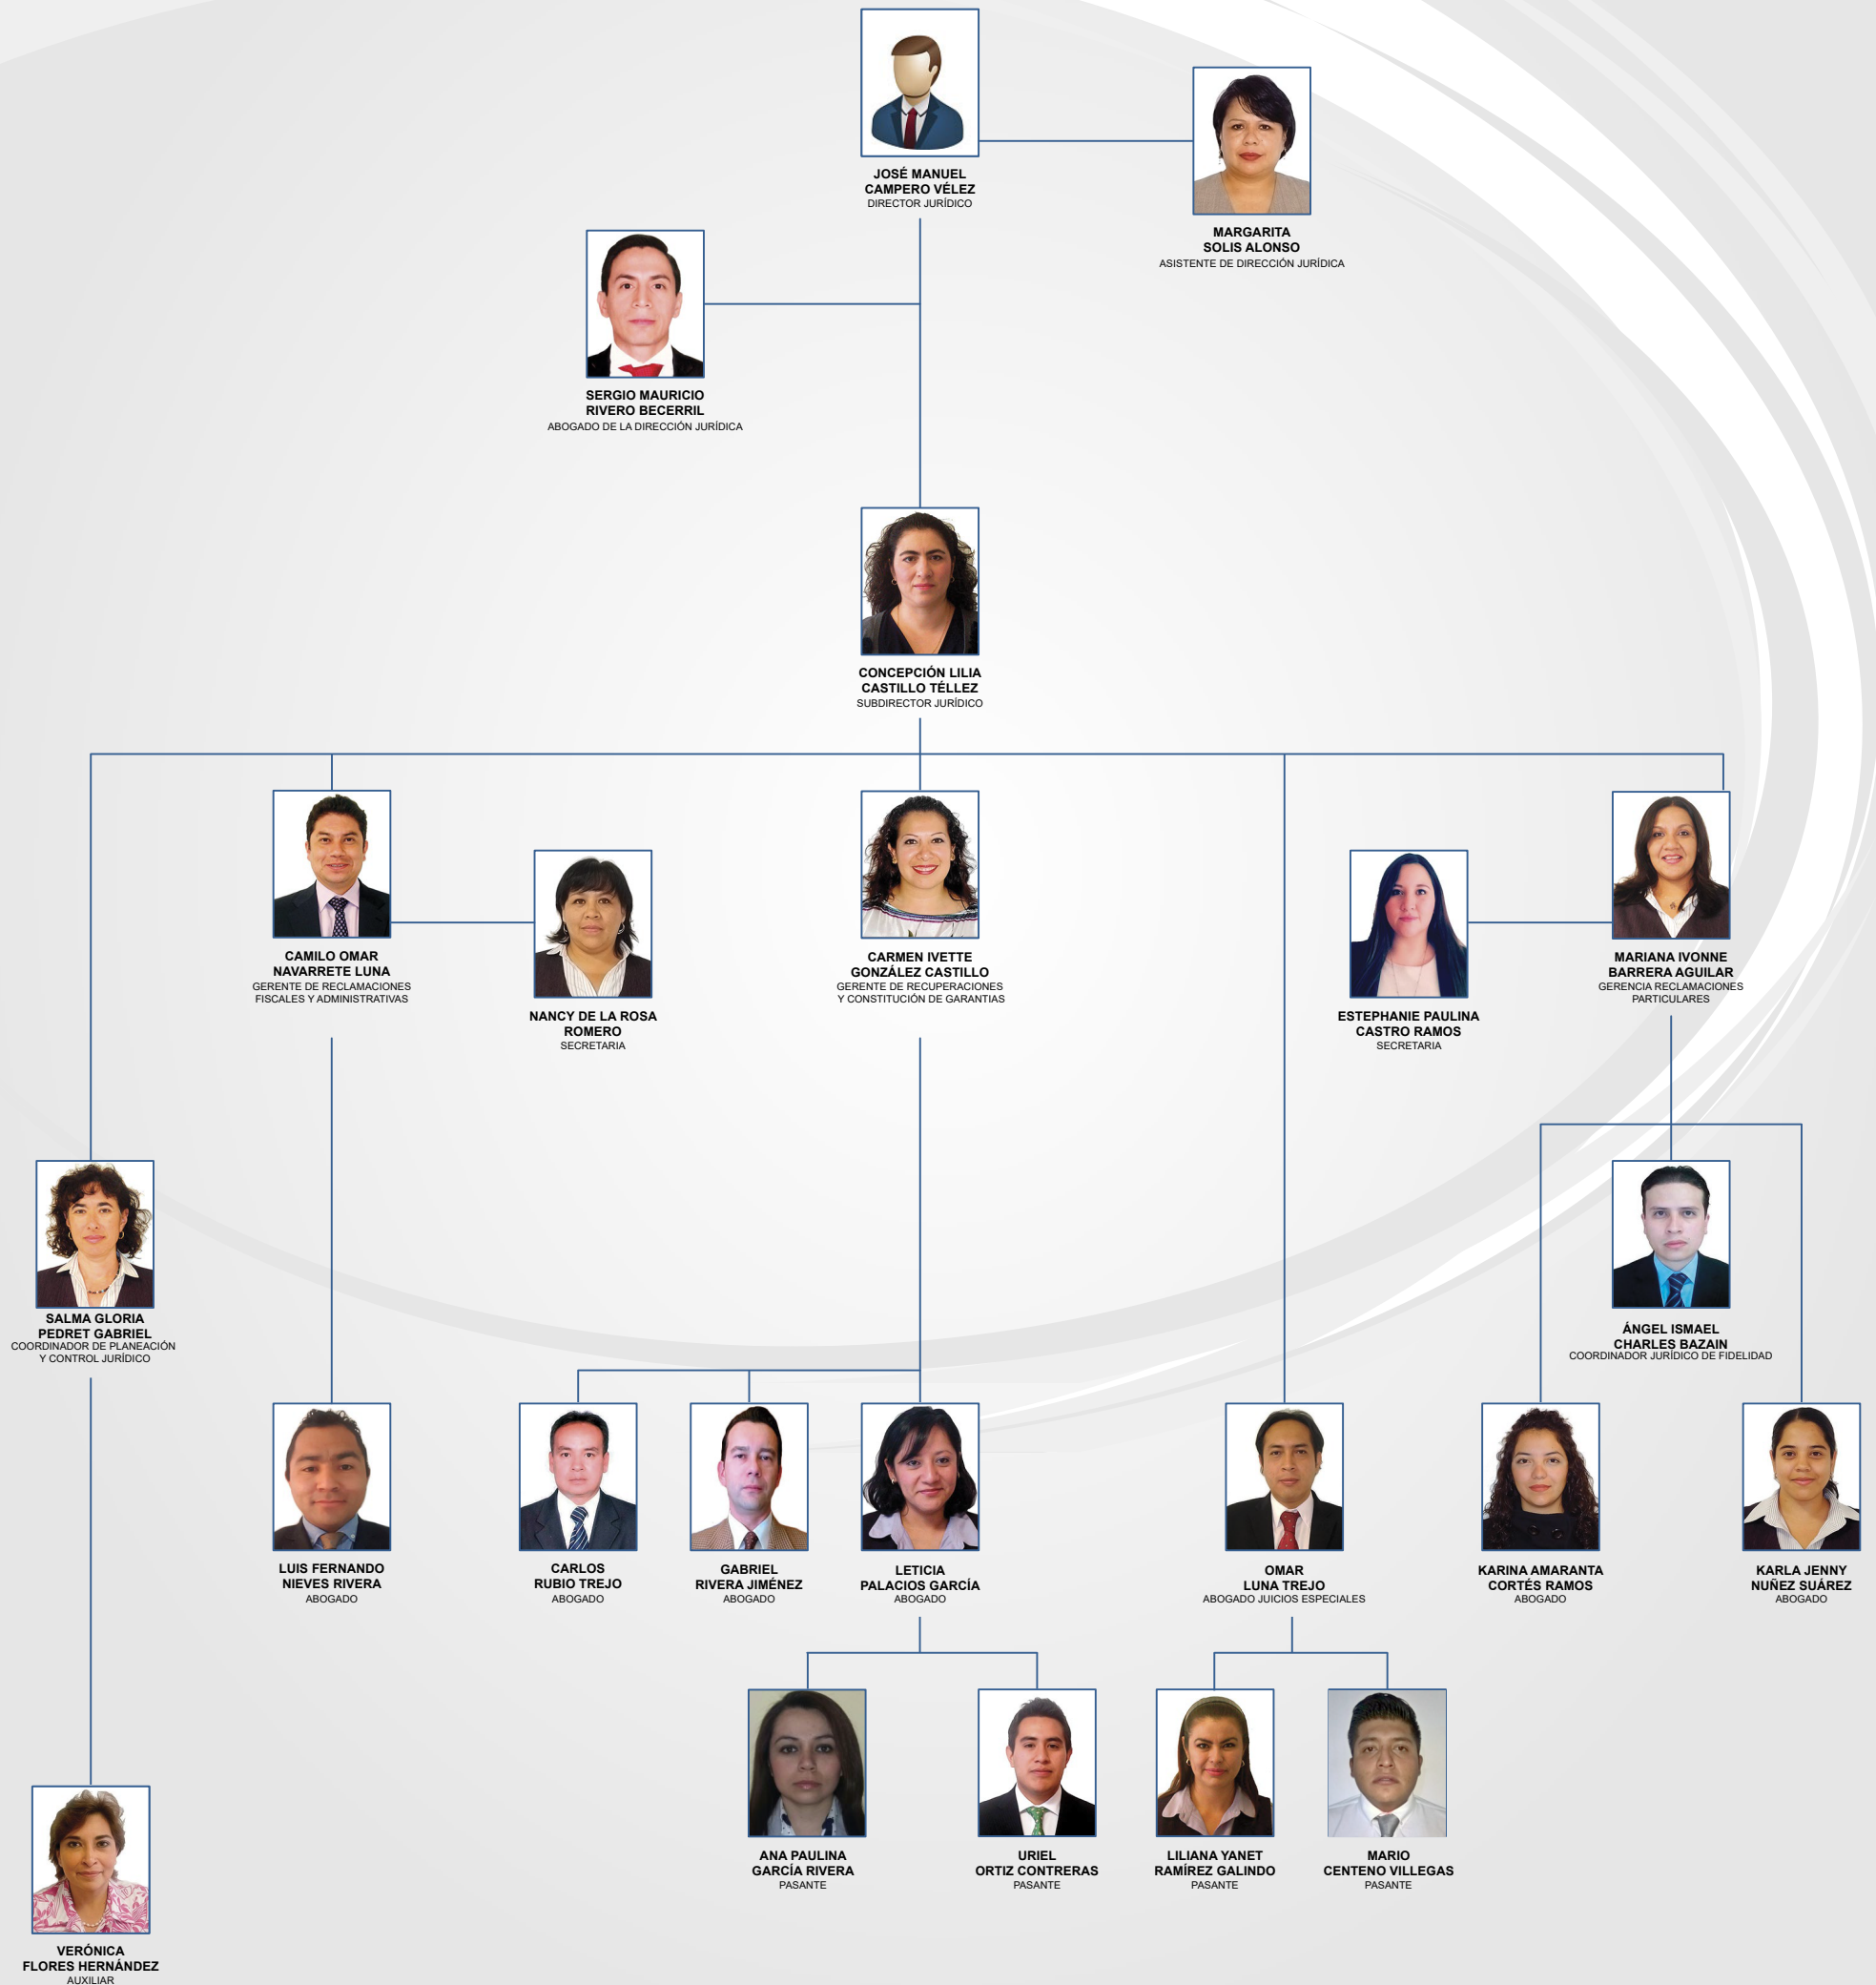 JOSÉ MANUEL
CAMPERO VÉLEZ
DIRECTOR JURÍDICO
MARGARITA
SOLIS ALONSO
ASISTENTE DE DIRECCIÓN JURÍDICA
SERGIO MAURICIO
RIVERO BECERRIL
ABOGADO DE LA DIRECCIÓN JURÍDICA
CONCEPCIÓN LILIA
CASTILLO TÉLLEZ
SUBDIRECTOR JURÍDICO
CAMILO OMAR
NAVARRETE LUNA
GERENTE DE RECLAMACIONES
FISCALES Y ADMINISTRATIVAS
NANCY DE LA ROSA
ROMERO
SECRETARIA
CARMEN IVETTE
GONZÁLEZ CASTILLO
GERENTE DE RECUPERACIONES
Y CONSTITUCIÓN DE GARANTIAS
ESTEPHANIE PAULINA
CASTRO RAMOS
SECRETARIA
MARIANA IVONNE
BARRERA AGUILAR
GERENCIA RECLAMACIONES
PARTICULARES
SALMA GLORIA
PEDRET GABRIEL
COORDINADOR DE PLANEACIÓN
Y CONTROL JURÍDICO
ÁNGEL ISMAEL
CHARLES BAZAIN
COORDINADOR JURÍDICO DE FIDELIDAD
LUIS FERNANDO
NIEVES RIVERA
ABOGADO
CARLOS
RUBIO TREJO
ABOGADO
GABRIEL
RIVERA JIMÉNEZ
ABOGADO
LETICIA
PALACIOS GARCÍA
ABOGADO
OMAR
LUNA TREJO
ABOGADO JUICIOS ESPECIALES
KARINA AMARANTA
CORTÉS RAMOS
ABOGADO
KARLA JENNY
NUÑEZ SUÁREZ
ABOGADO
ANA PAULINA
GARCÍA RIVERA
PASANTE
URIEL
ORTIZ CONTRERAS
PASANTE
LILIANA YANET
RAMÍREZ GALINDO
PASANTE
MARIO
CENTENO VILLEGAS
PASANTE
VERÓNICA
FLORES HERNÁNDEZ
AUXILIAR